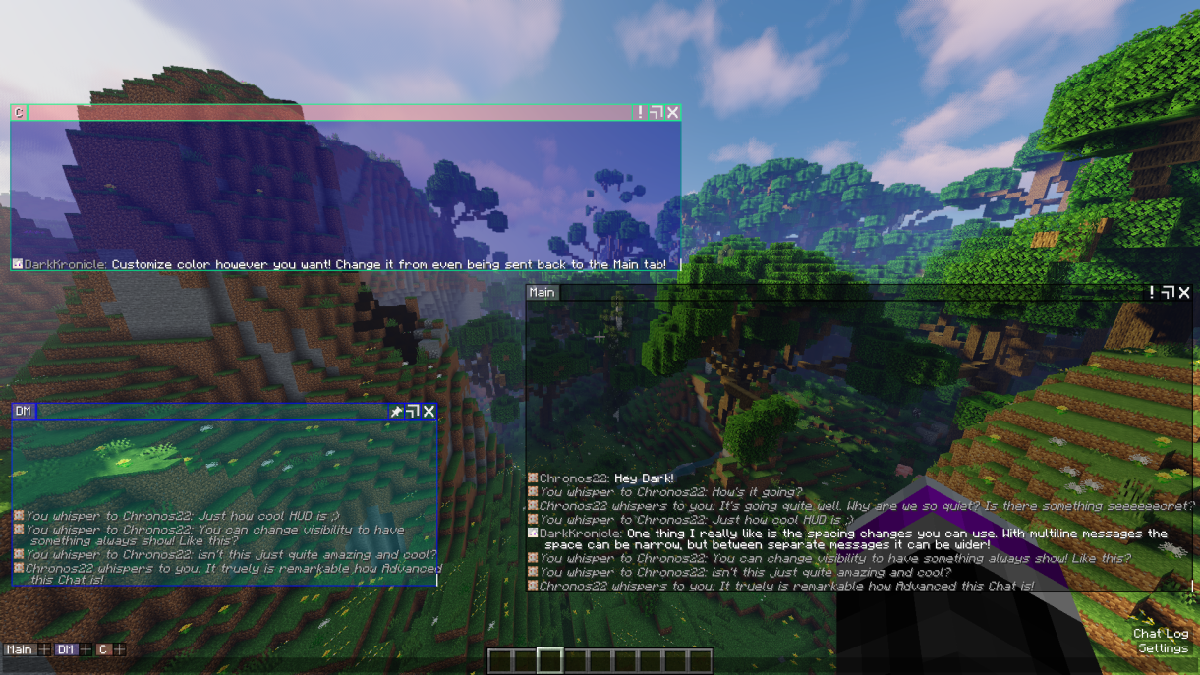 C
DarkKronicle: Customize color however you want! Change it from even being sent back to the Main tab!
Main
Chronos22: Hey Dark!
You whisper to Chronos22: How's it going?
Chronos22 whispers to you: It's going quite well. Why are we so quiet? Is there something seeeeeecret?
You whisper to Chronos22: Just how cool HUD is ;)
DarkKronicle: One thing I really like is the spacing changes you can use. With multiline messages the
space can be narrow, but between separate messages it can be wider!
You whisper to Chronos22: You can change visibility to have something always show! Like this?
You whisper to Chronos22: isn't this just quite amazing and cool?
Chronos22 whispers to you: It truely is remarkable how Advanced this Chat is!
DM
You whisper to Chronos22: Just how cool HUD is ;)
You whisper to Chronos22: You can change visibility to have
something always show! Like this?
You whisper to Chronos22: isn't this just quite amazing and cool?
Chronos22 whispers to you: It truely is remarkable how Advanced
this Chat is!
Chat Log
Settings
Main + DM + C +